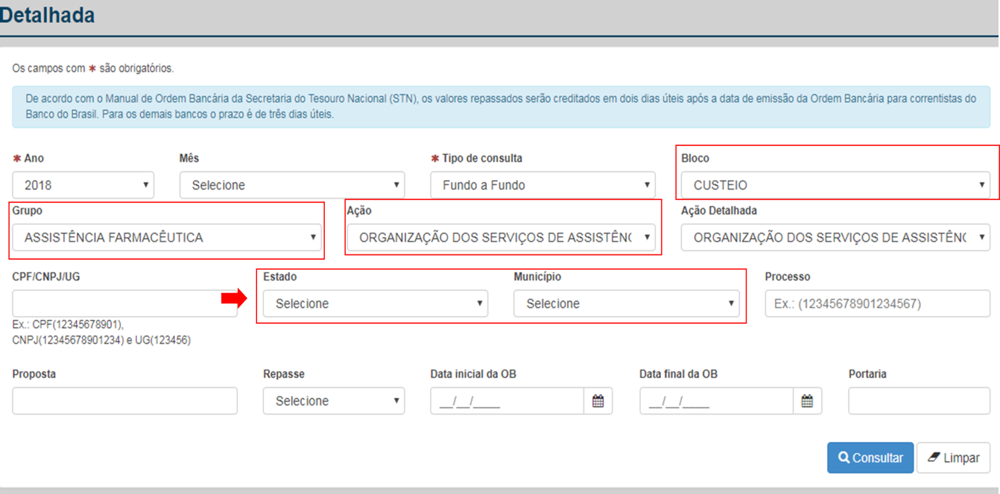 Detalhada
Os campos com * são obrigatórios.
De acordo com o Manual de Ordem Bancária da Secretaria do Tesouro Nacional (STN), os valores repassados serão creditados em dois dias úteis após a data de emissão da Ordem Bancária para correntistas do
Banco do Brasil. Para os demais bancos o prazo é de três dias úteis.
* Ano
Mês
* Tipo de consulta
Bloco
2018
Selecione
Fundo a Fundo
CUSTEIO
Grupo
Ação
Ação Detalhada
ASSISTÊNCIA FARMACÊUTICA
ORGANIZAÇÃO DOS SERVIÇOS DE ASSISTÊN
ORGANIZAÇÃO DOS SERVIÇOS DE ASSISTÊN
CPF/CNPJ/UG
Estado
Município
Processo
Selecione
Selecione
Ex.: (12345678901234567)
Ex.: CPF(12345678901),
CNPJ(12345678901234) e UG(123456)
Proposta
Repasse
Data inicial da OB
Data final da OB
Portaria
Selecione
__/__/____
__/__/____
Consultar
Limpar